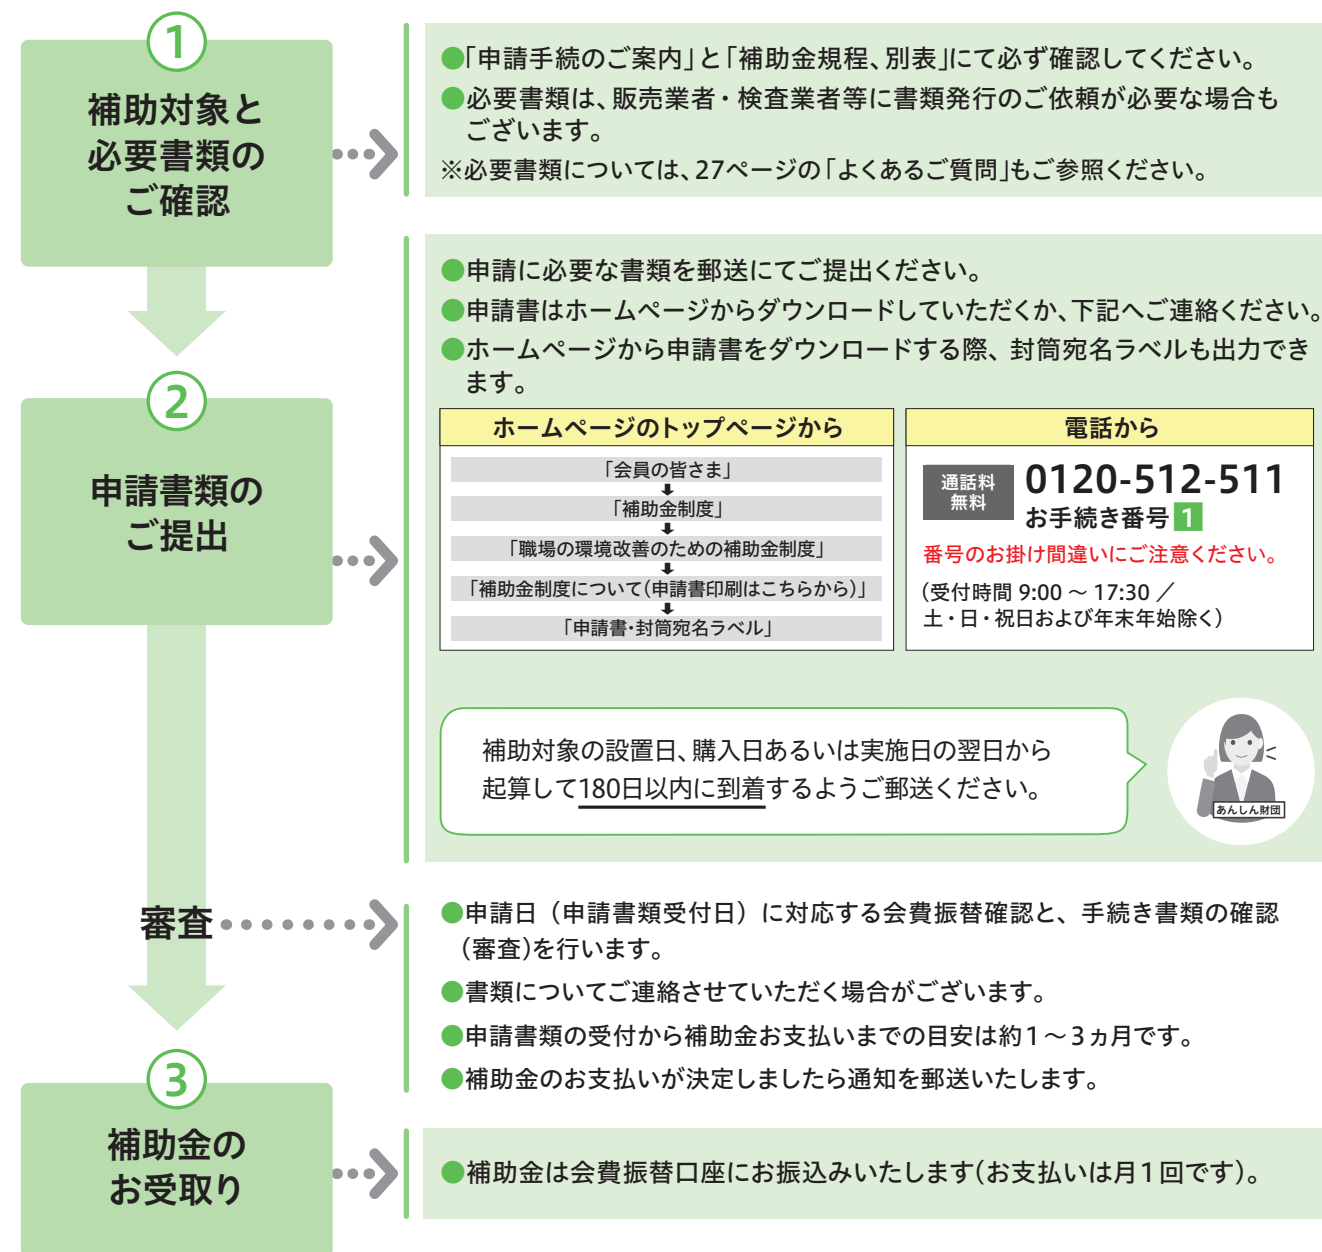 1
補助対象と
必要書類の
ご確認
●「申請手続のご案内」と「補助金規程、別表」にて必ず確認してください。
●必要書類は、販売業者・検査業者等に書類発行のご依頼が必要な場合も
ございます。
※必要書類については、27ページの「よくあるご質問」もご参照ください。
2
申請書類の
ご提出
●申請に必要な書類を郵送にてご提出ください。
●申請書はホームページからダウンロードしていただくか、下記へご連絡ください。
●ホームページから申請書をダウンロードする際、封筒宛名ラベルも出力でき
ます。
ホームページのトップページから
「会員の皆さま」
「補助金制度」
「職場の環境改善のための補助金制度」
「補助金制度について(申請書印刷はこちらから)」
「申請書・封筒宛名ラベル」
電話から
通話料
無料
0120-512-511
お手続き番号 1
番号のお掛け間違いにご注意ください。
(受付時間 9:00 ～ 17:30 ／
土・日・祝日および年末年始除く)
補助対象の設置日、購入日あるいは実施日の翌日から
起算して180日以内に到着するようご郵送ください。
あんしん財団
審査
●申請日（申請書類受付日）に対応する会費振替確認と、手続き書類の確認
(審査)を行います。
●書類についてご連絡させていただく場合がございます。
●申請書類の受付から補助金お支払いまでの目安は約1～3ヵ月です。
●補助金のお支払いが決定しましたら通知を郵送いたします。
3
補助金の
お受取り
●補助金は会費振替口座にお振込みいたします(お支払いは月1回です)。